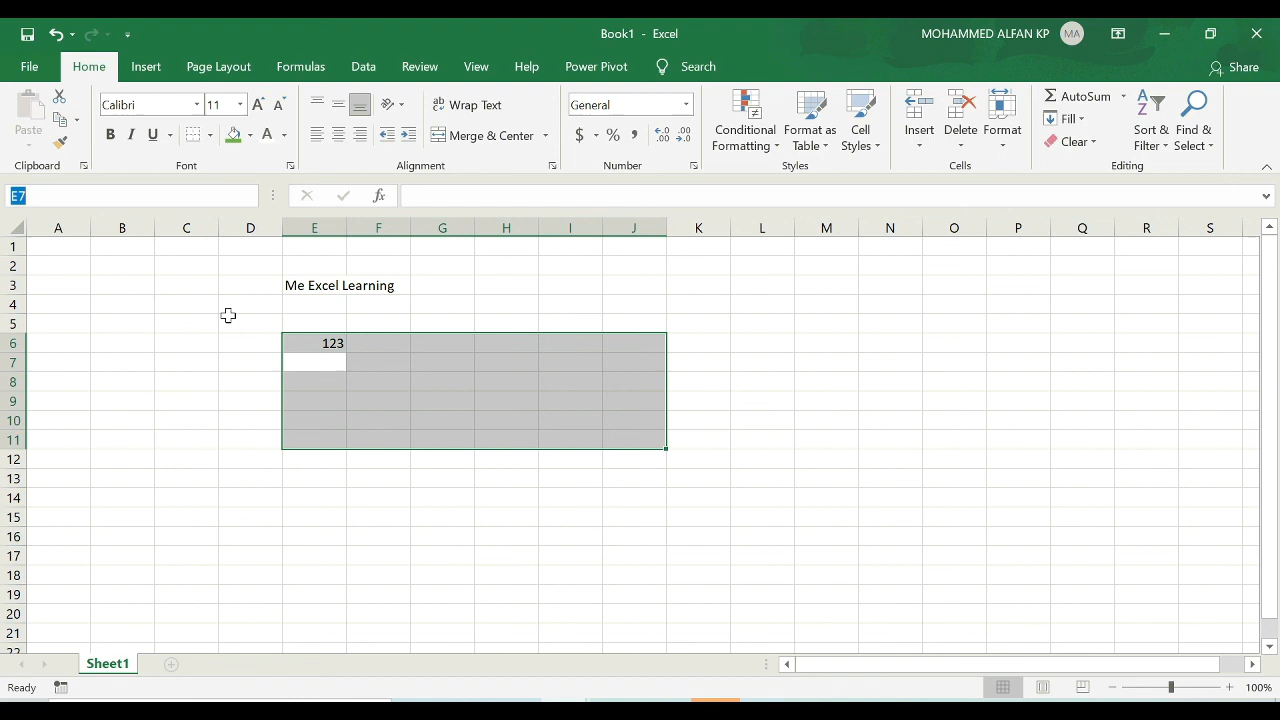 Book1 - Excel
MOHAMMED ALFAN KP
MA
File
Home
Insert
Page Layout
Formulas
Data
Review
View
Help
Power Pivot
Search
Share
Paste
Clipboard
Calibri
11
B I U
A
Font
ab Wrap Text
Merge & Center
Alignment
General
$ % ,
Number
Conditional Formatting
Format as Table
Cell Styles
Styles
Insert
Delete
Format
Cells
Σ AutoSum
Fill
Clear
Sort & Filter
Find & Select
Editing
E7
fx
A B C D E F G H I J K L M N O P Q R S
1
2
3 Me Excel Learning
4
5
6 123
7
8
9
10
11
12
13
14
15
16
17
18
19
20
21
22
Sheet1
Ready
100%